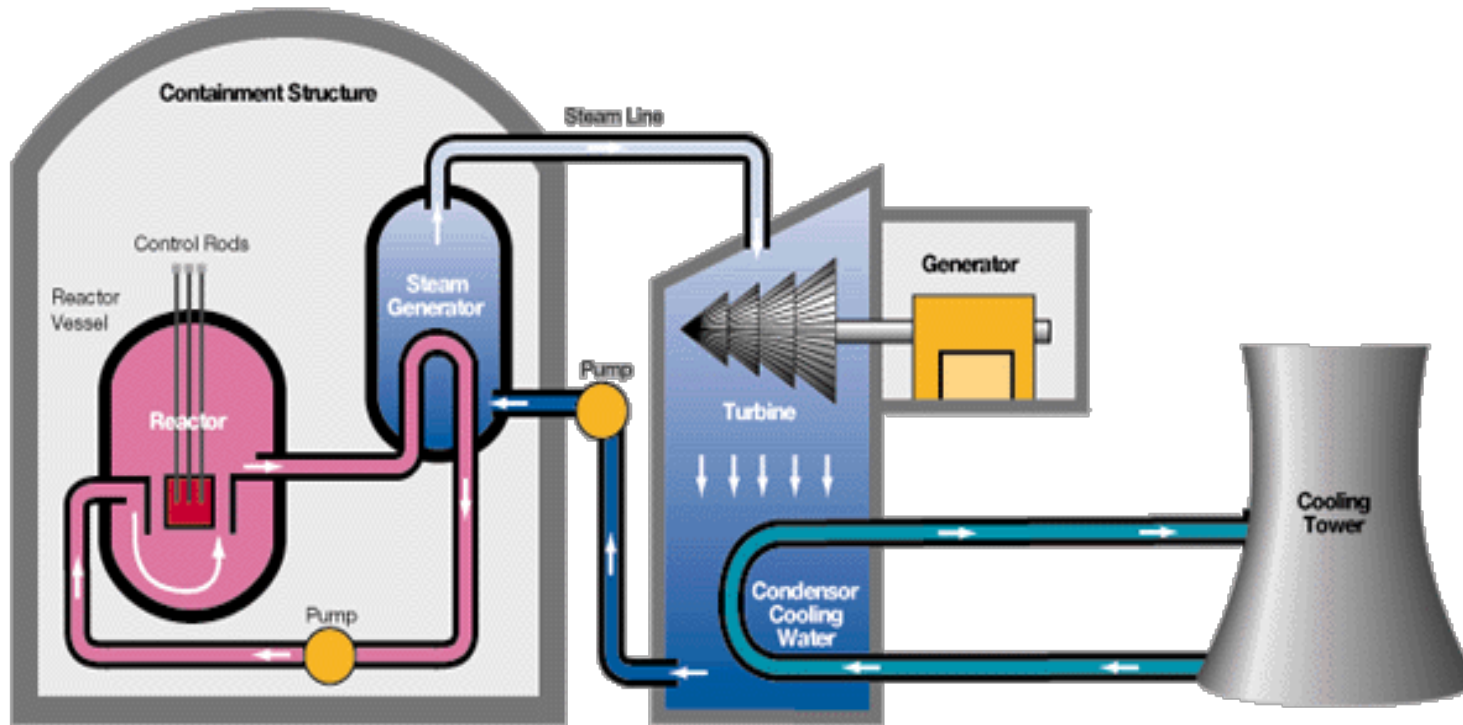 Containment Structure
Steam Line
Control Rods
Reactor
Vessel
Steam
Generator
Generator
Pump
Reactor
Turbine
Cooling
Tower
Condensor
Cooling
Water
Pump